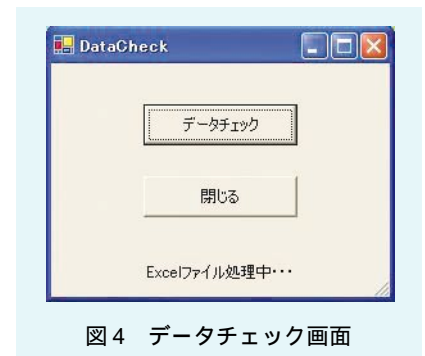 DataCheck
データチェック
閉じる
Excelファイル処理中・・・
図4 データチェック画面